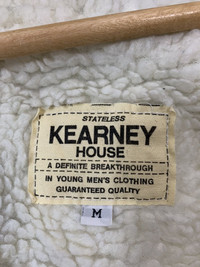 STATELESS
KEARNEY
HOUSE
A DEFINITE BREAKTHROUGH
IN YOUNG MEN'S CLOTHING
GUARANTEED QUALITY
M